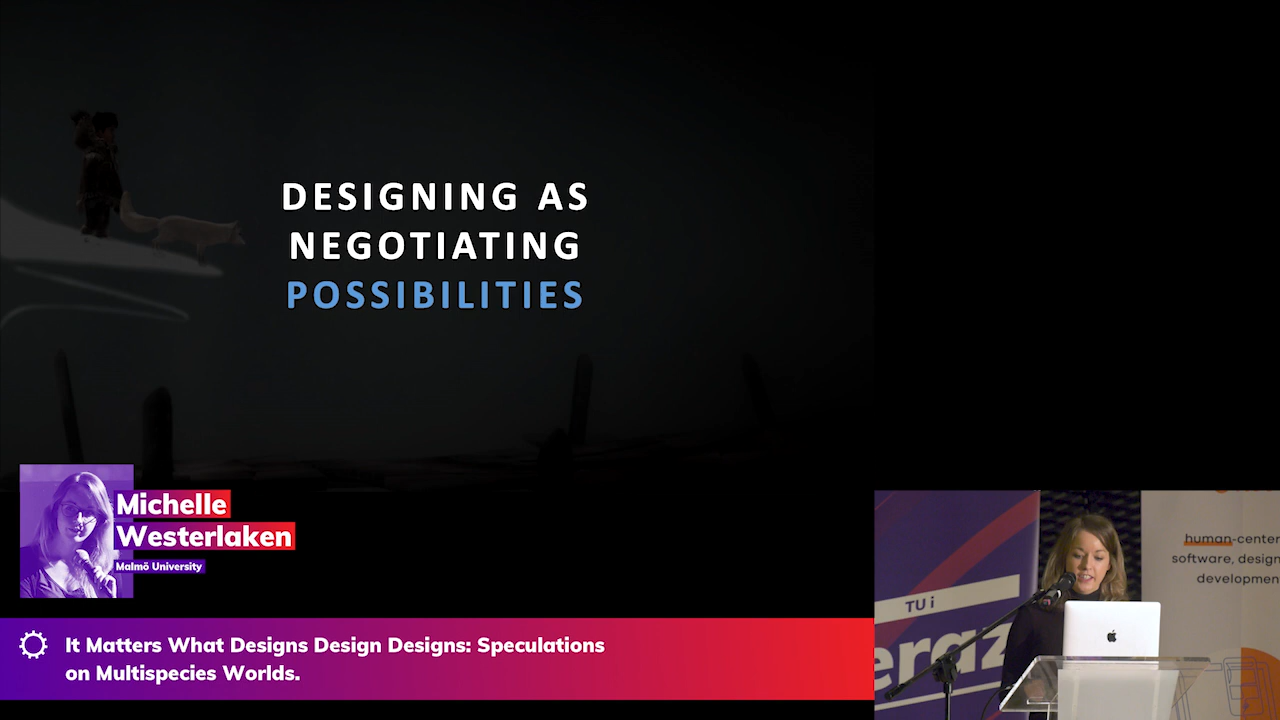 DESIGNING AS
NEGOTIATING
POSSIBILITIES
Michelle
Westerlaken
Malmö University
It Matters What Designs Design Designs: Speculations
on Multispecies Worlds.
TU i
eraz
human-center
software, design
developmen